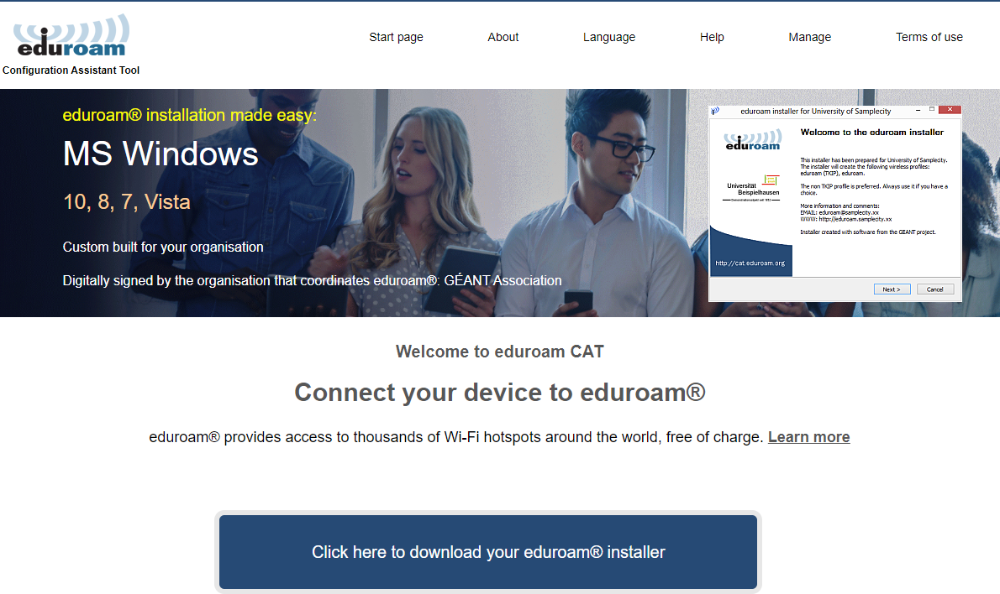 eduroam
Configuration Assistant Tool
Start page
About
Language
Help
Manage
Terms of use
eduroam® installation made easy:
MS Windows
10, 8, 7, Vista
Custom built for your organisation
Digitally signed by the organisation that coordinates eduroam®: GÉANT Association
eduroam installer for University of Samplecity
eduroam
Welcome to the eduroam installer
This installer has been prepared for University of Samplecity.
The installer will create the following wireless profiles:
eduroam (TKIP), eduroam.
The non TKIP profile is preferred. Always use it if you have a
choice.
More information and comments:
EMAIL: eduroam@samplecity.xx
WWW: http://eduroam.samplecity.xx
Installer created with software from the GEANT project.
Universität
Beispielhausen
http://cat.eduroam.org
Next >
Cancel
Welcome to eduroam CAT
Connect your device to eduroam®
eduroam® provides access to thousands of Wi-Fi hotspots around the world, free of charge. Learn more
Click here to download your eduroam® installer